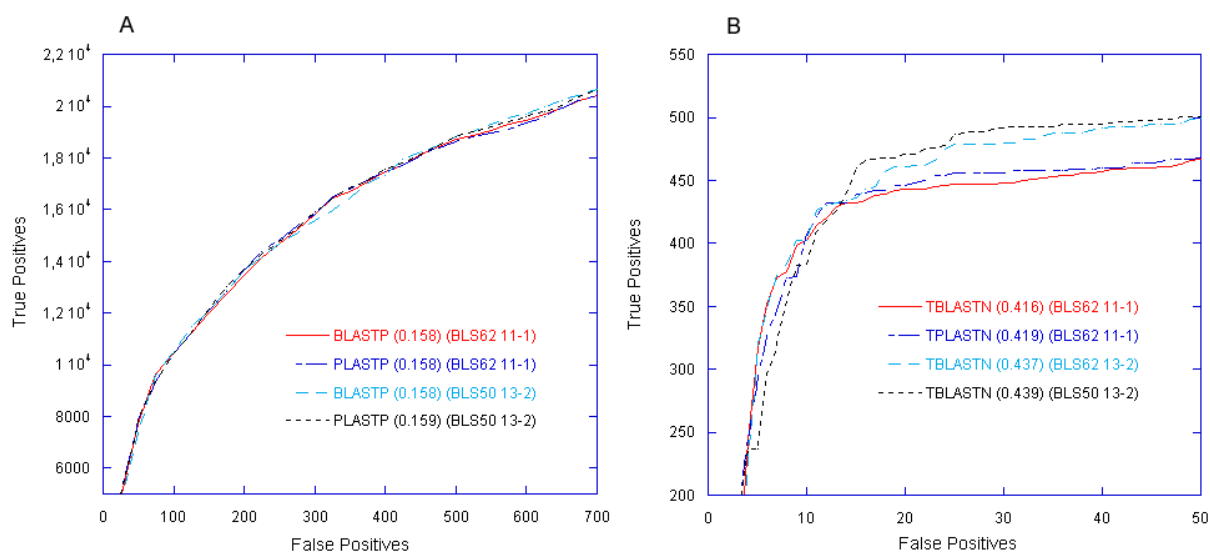 A
2,2 10⁴
2 10⁴
1,8 10⁴
1,6 10⁴
1,4 10⁴
1,2 10⁴
1 10⁴
8000
6000
True Positives
BLASTP (0.158) (BLS62 11-1)
PLASTP (0.158) (BLS62 11-1)
BLASTP (0.158) (BLS50 13-2)
PLASTP (0.159) (BLS50 13-2)
0 100 200 300 400 500 600 700
False Positives
B
550
500
450
400
350
300
250
200
True Positives
TBLASTN (0.416) (BLS62 11-1)
TPLASTN (0.419) (BLS62 11-1)
TBLASTN (0.437) (BLS62 13-2)
TBLASTN (0.439) (BLS50 13-2)
0 10 20 30 40 50
False Positives